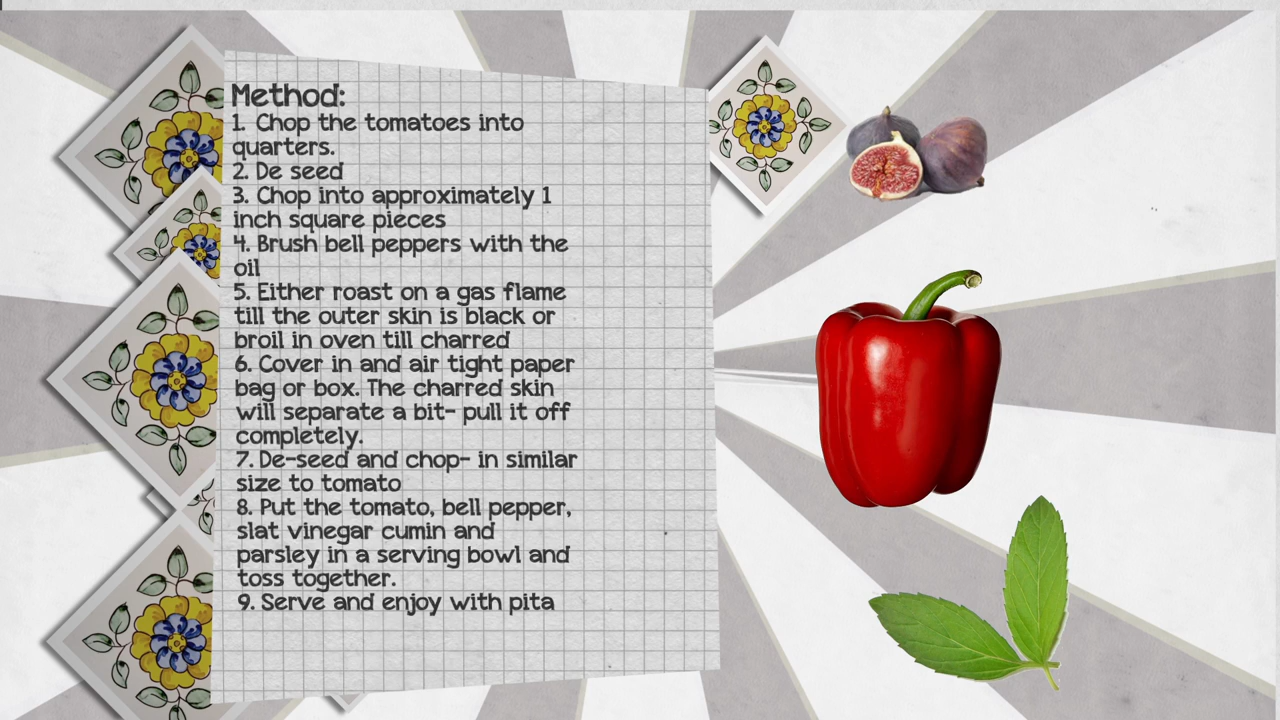 Method:
1. Chop the tomatoes into
quarters.
2. De seed
3. Chop into approximately 1
inch square pieces
4. Brush bell peppers with the
oil
5. Either roast on a gas flame
till the outer skin is black or
broil in oven till charred
6. Cover in and air tight paper
bag or box. The charred skin
will separate a bit- pull it off
completely.
7. De-seed and chop- in similar
size to tomato
8. Put the tomato, bell pepper,
slat vinegar cumin and
parsley in a serving bowl and
toss together.
9. Serve and enjoy with pita